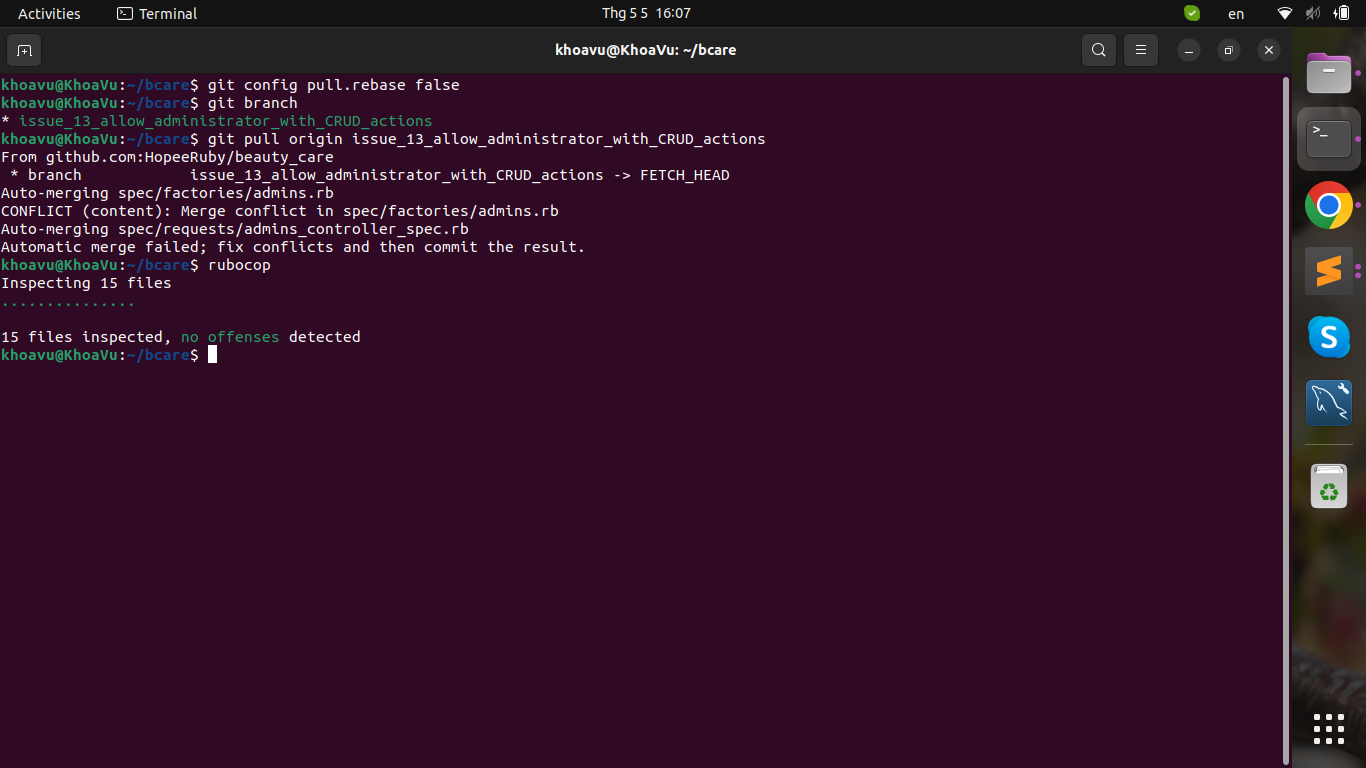 Activities
Terminal
Thg 5 5 16:07
en
khoavu@KhoaVu: ~/bcare
khoavu@KhoaVu:~/bcare$ git config pull.rebase false
khoavu@KhoaVu:~/bcare$ git branch
* issue_13_allow_administrator_with_CRUD_actions
khoavu@KhoaVu:~/bcare$ git pull origin issue_13_allow_administrator_with_CRUD_actions
From github.com:HopeeRuby/beauty_care
 * branch            issue_13_allow_administrator_with_CRUD_actions -> FETCH_HEAD
Auto-merging spec/factories/admins.rb
CONFLICT (content): Merge conflict in spec/factories/admins.rb
Auto-merging spec/requests/admins_controller_spec.rb
Automatic merge failed; fix conflicts and then commit the result.
khoavu@KhoaVu:~/bcare$ rubocop
Inspecting 15 files
...............
15 files inspected, no offenses detected
khoavu@KhoaVu:~/bcare$